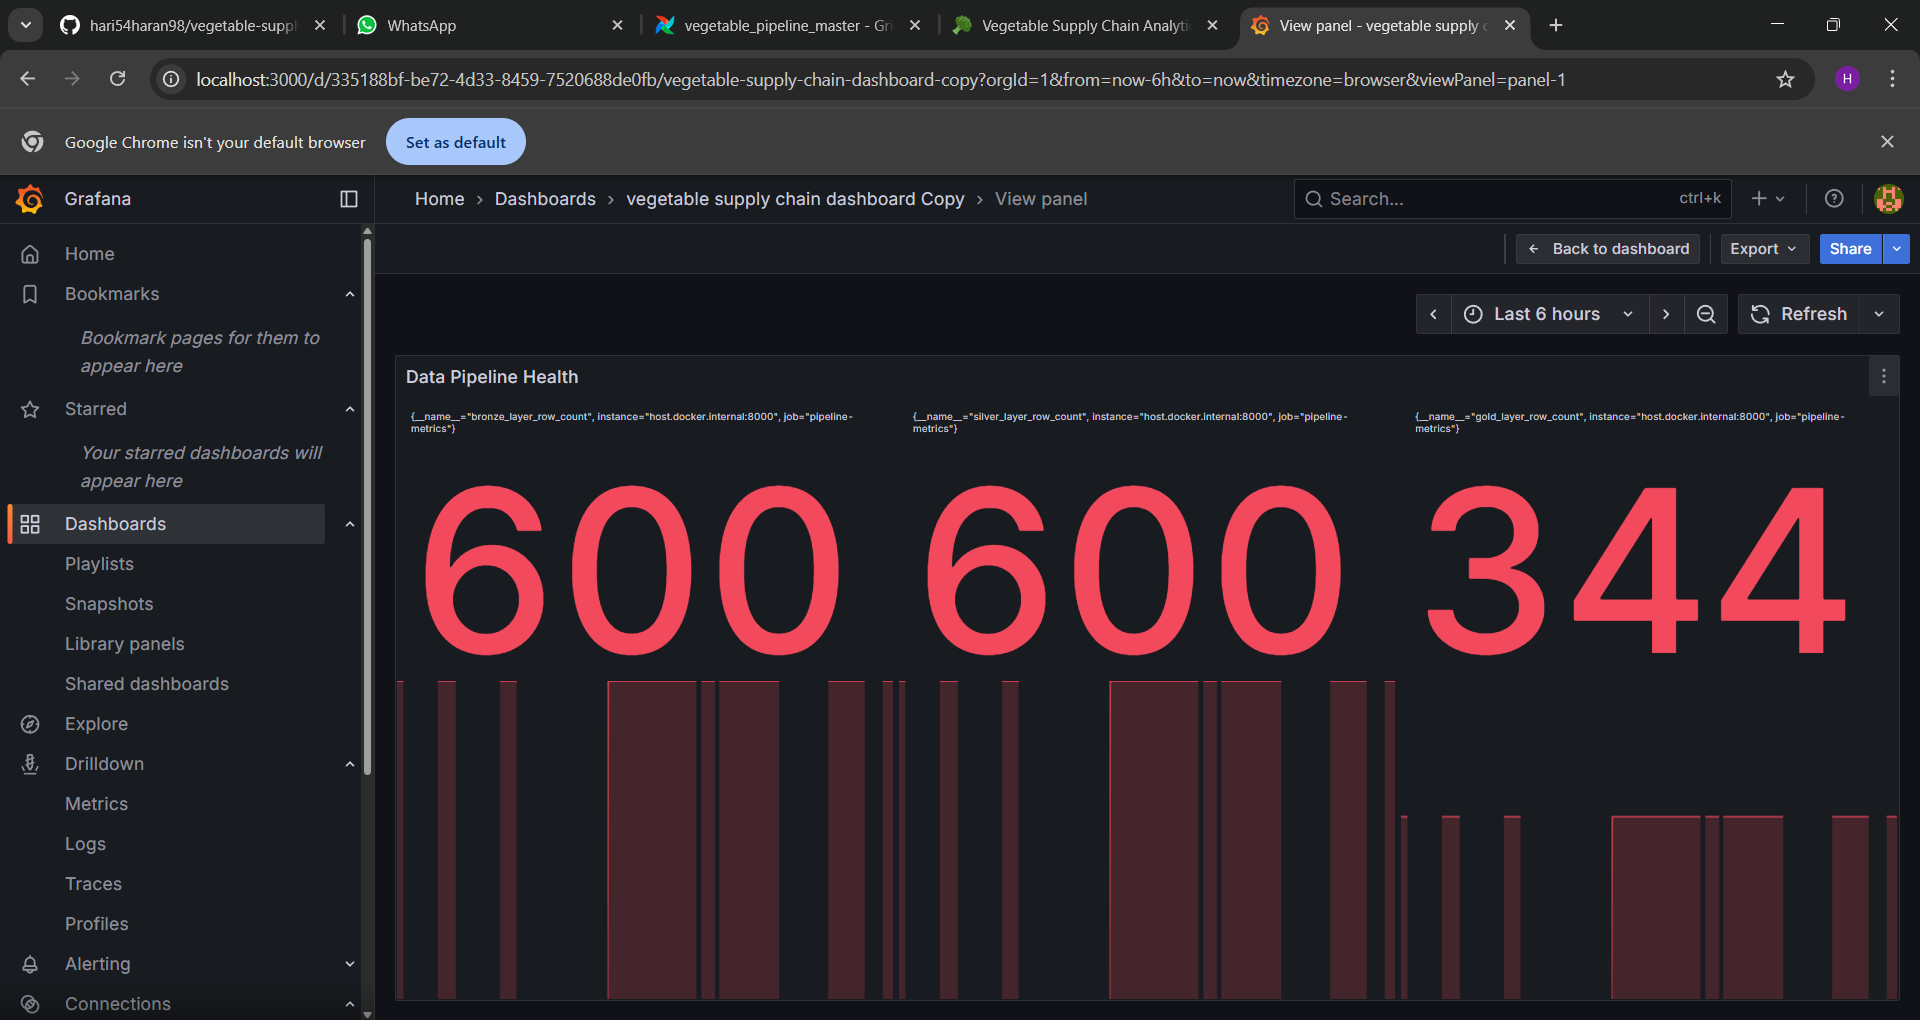 hari54haran98/vegetable-suppl
WhatsApp
vegetable_pipeline_master - Gri
Vegetable Supply Chain Analyti
View panel - vegetable supply c
localhost:3000/d/335188bf-be72-4d33-8459-7520688de0fb/vegetable-supply-chain-dashboard-copy?orgId=1&from=now-6h&to=now&timezone=browser&viewPanel=panel-1
H
Google Chrome isn't your default browser
Set as default
Grafana
Home › Dashboards › vegetable supply chain dashboard Copy › View panel
Search...
ctrl+k
Back to dashboard
Export
Share
Last 6 hours
Refresh
Home
Bookmarks
Bookmark pages for them to
appear here
Starred
Your starred dashboards will
appear here
Dashboards
Playlists
Snapshots
Library panels
Shared dashboards
Explore
Drilldown
Metrics
Logs
Traces
Profiles
Alerting
Connections
Data Pipeline Health
{__name__="bronze_layer_row_count", instance="host.docker.internal:8000", job="pipeline-
metrics"}
600
{__name__="silver_layer_row_count", instance="host.docker.internal:8000", job="pipeline-
metrics"}
600
{__name__="gold_layer_row_count", instance="host.docker.internal:8000", job="pipeline-
metrics"}
344